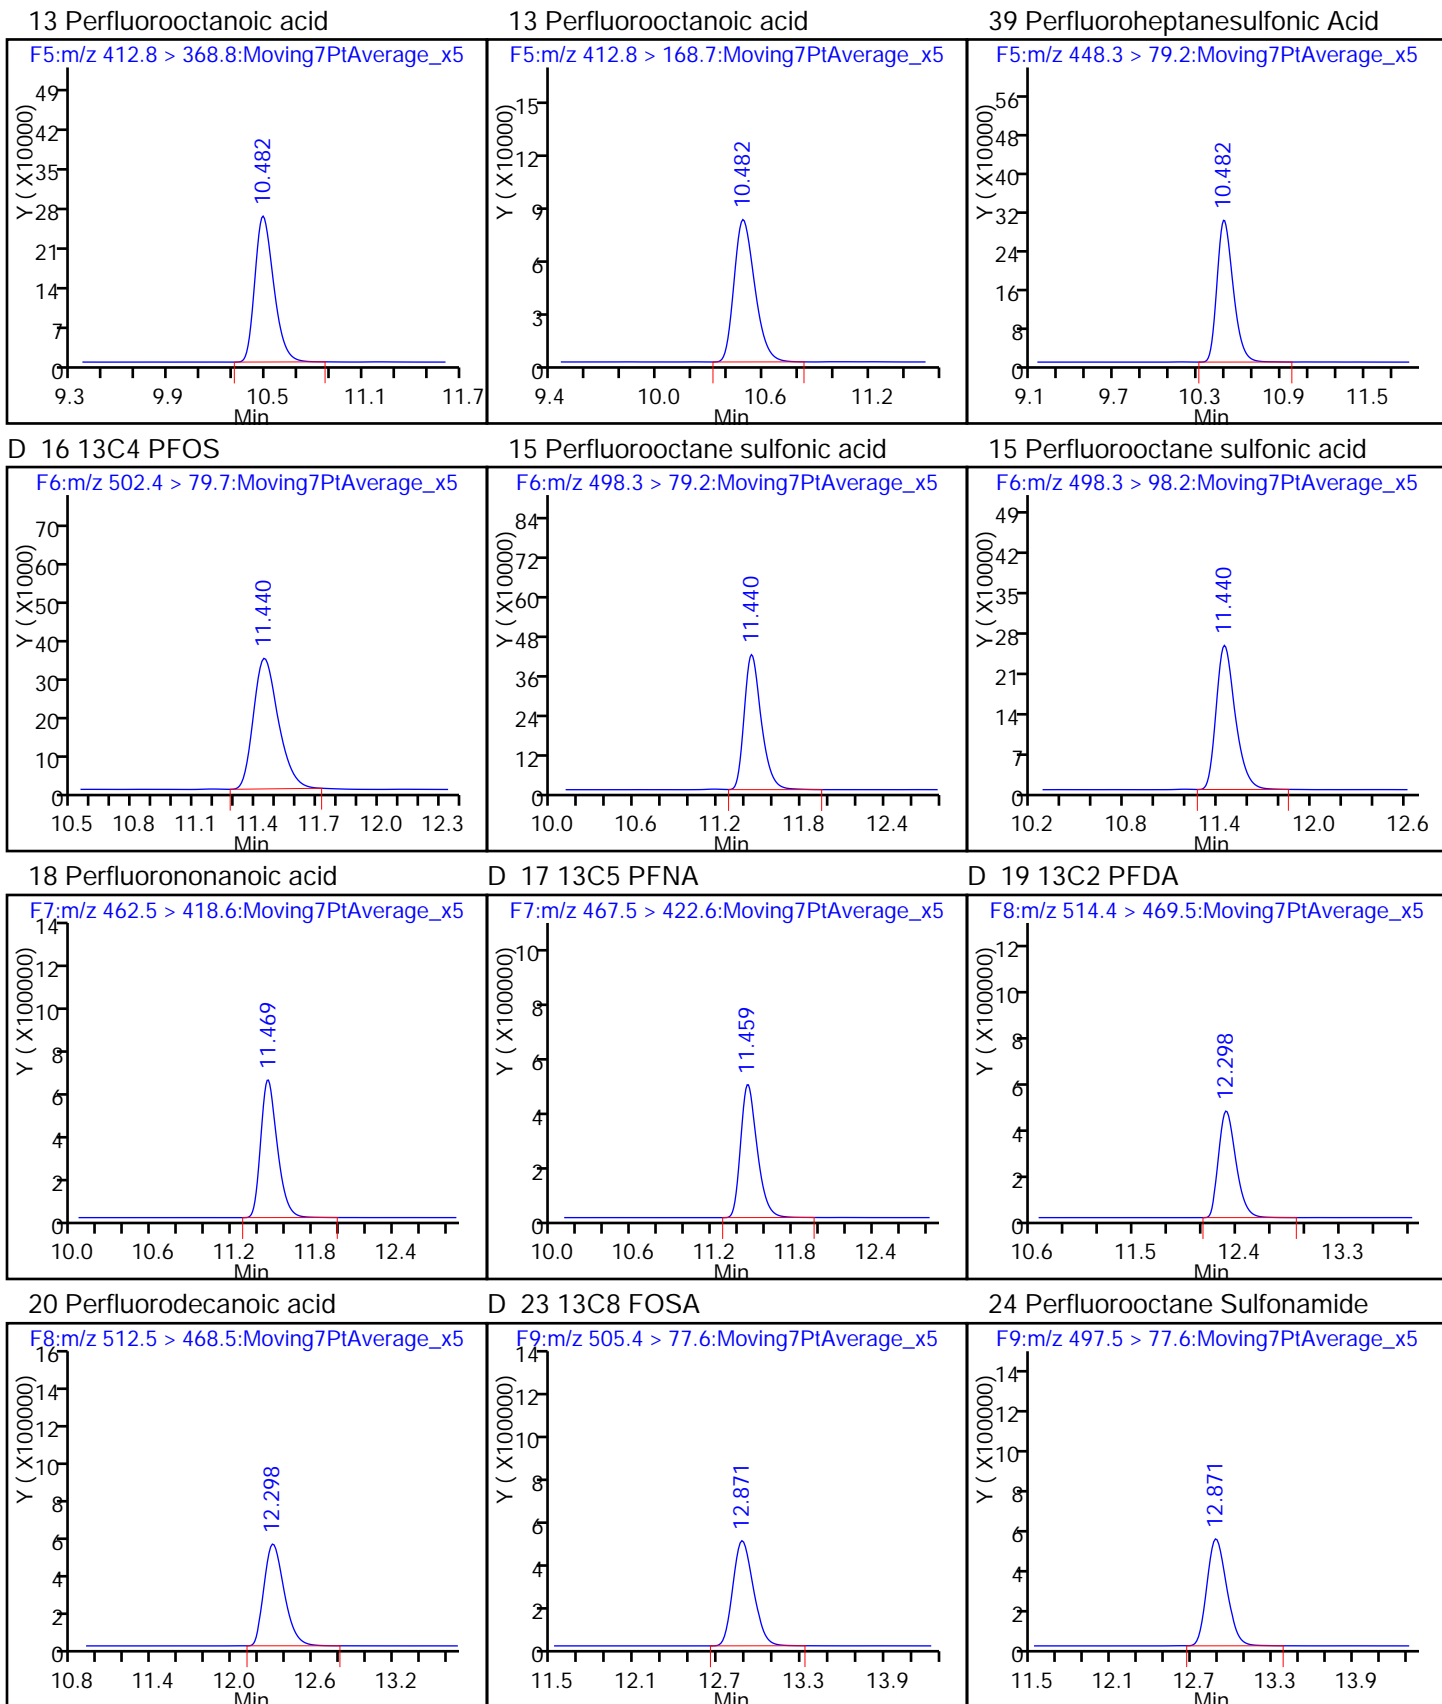 13 Perfluorooctanoic acid
F5:m/z 412.8 > 368.8:Moving7PtAverage_x5
Y ( X10000)
49
42
35
28
21
14
7
0
10.482
9.3 9.9 10.5 11.1 11.7
Min
13 Perfluorooctanoic acid
F5:m/z 412.8 > 168.7:Moving7PtAverage_x5
Y ( X10000)
15
12
9
6
3
0
10.482
9.4 10.0 10.6 11.2
Min
39 Perfluoroheptanesulfonic Acid
F5:m/z 448.3 > 79.2:Moving7PtAverage_x5
Y ( X10000)
56
48
40
32
24
16
8
0
10.482
9.1 9.7 10.3 10.9 11.5
Min
D 16 13C4 PFOS
F6:m/z 502.4 > 79.7:Moving7PtAverage_x5
Y ( X10000)
70
60
50
40
30
20
10
0
11.440
10.5 10.8 11.1 11.4 11.7 12.0 12.3
Min
15 Perfluorooctane sulfonic acid
F6:m/z 498.3 > 79.2:Moving7PtAverage_x5
Y ( X10000)
84
72
60
48
36
24
12
0
11.440
10.0 10.6 11.2 11.8 12.4
Min
15 Perfluorooctane sulfonic acid
F6:m/z 498.3 > 98.2:Moving7PtAverage_x5
Y ( X10000)
49
42
35
28
21
14
7
0
11.440
10.2 10.8 11.4 12.0 12.6
Min
18 Perfluorononanoic acid
F7:m/z 462.5 > 418.6:Moving7PtAverage_x5
Y ( X100000)
14
12
10
8
6
4
2
0
11.469
10.0 10.6 11.2 11.8 12.4
Min
D 17 13C5 PFNA
F7:m/z 467.5 > 422.6:Moving7PtAverage_x5
Y ( X100000)
10
8
6
4
2
0
11.459
10.0 10.6 11.2 11.8 12.4
Min
D 19 13C2 PFDA
F8:m/z 514.4 > 469.5:Moving7PtAverage_x5
Y ( X100000)
12
10
8
6
4
2
0
12.298
10.6 11.5 12.4 13.3
Min
20 Perfluorodecanoic acid
F8:m/z 512.5 > 468.5:Moving7PtAverage_x5
Y ( X100000)
16
14
12
10
8
6
4
2
0
12.298
10.8 11.4 12.0 12.6 13.2
Min
D 23 13C8 FOSA
F9:m/z 505.4 > 77.6:Moving7PtAverage_x5
Y ( X100000)
14
12
10
8
6
4
2
0
12.871
11.5 12.1 12.7 13.3 13.9
Min
24 Perfluorooctane Sulfonamide
F9:m/z 497.5 > 77.6:Moving7PtAverage_x5
Y ( X100000)
14
12
10
8
6
4
2
0
12.871
11.5 12.1 12.7 13.3 13.9
Min